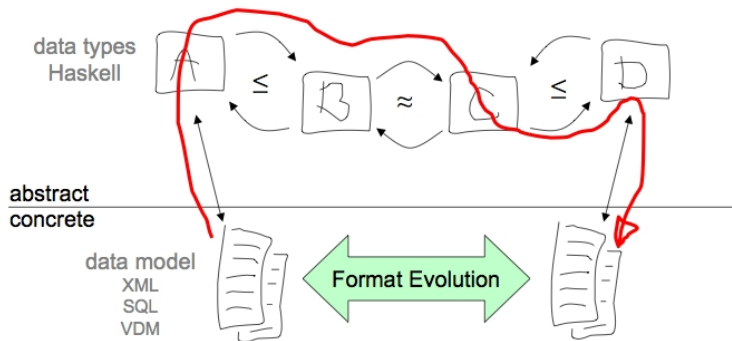 data types
Haskell
A
≤
B
≈
C
≤
D
abstract
concrete
data model
XML
SQL
VDM
Format Evolution